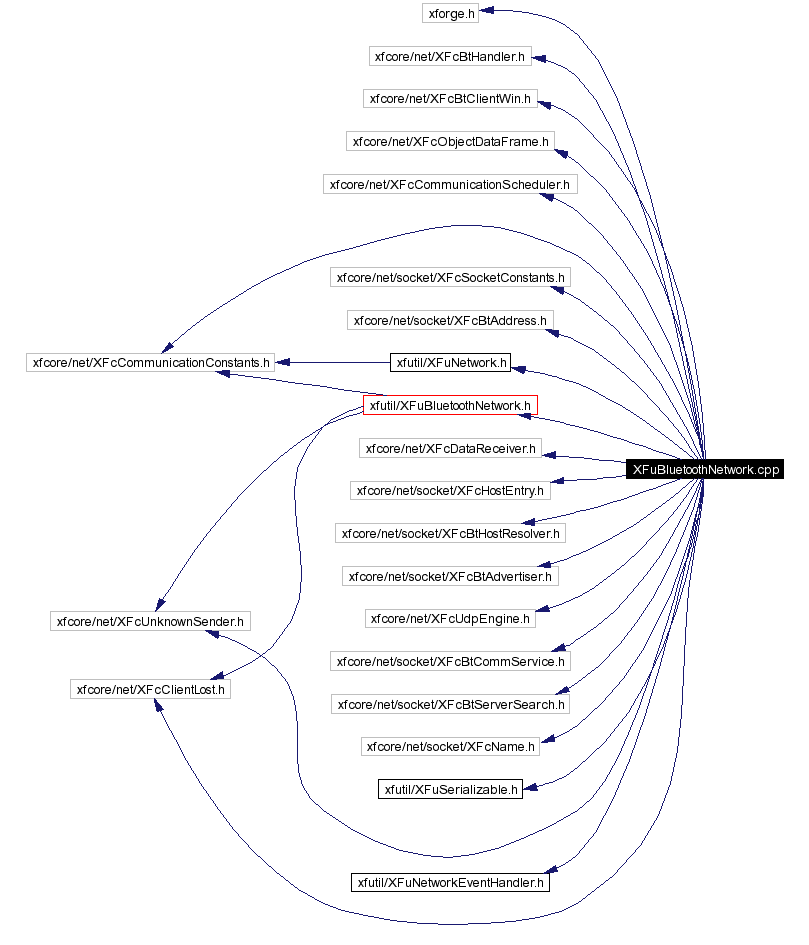 xforge.h
xfcore/net/XFcBtHandler.h
xfcore/net/XFcBtClientWin.h
xfcore/net/XFcObjectDataFrame.h
xfcore/net/XFcCommunicationScheduler.h
xfcore/net/socket/XFcSocketConstants.h
xfcore/net/socket/XFcBtAddress.h
xfcore/net/XFcCommunicationConstants.h
xfutil/XFuNetwork.h
xfutil/XFuBluetoothNetwork.h
xfcore/net/XFcDataReceiver.h
XFuBluetoothNetwork.cpp
xfcore/net/socket/XFcHostEntry.h
xfcore/net/socket/XFcBtHostResolver.h
xfcore/net/socket/XFcBtAdvertiser.h
xfcore/net/XFcUdpEngine.h
xfcore/net/XFcUnknownSender.h
xfcore/net/socket/XFcBtCommService.h
xfcore/net/XFcClientLost.h
xfcore/net/socket/XFcBtServerSearch.h
xfcore/net/socket/XFcName.h
xfutil/XFuSerializable.h
xfutil/XFuNetworkEventHandler.h